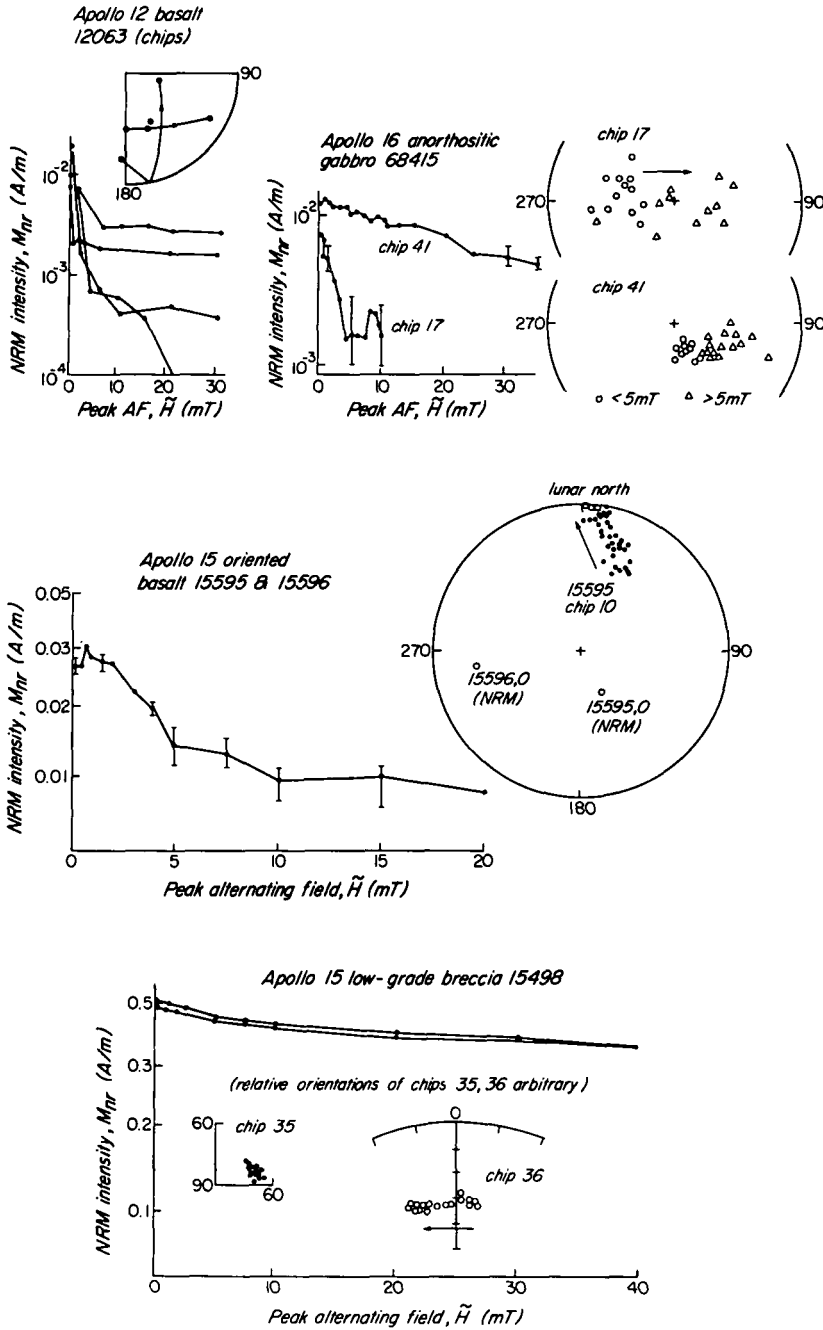 Apollo 12 basalt
12063 (chips)
90
180
NRM intensity, Mnr (A/m)
10⁻²
10⁻³
10⁻⁴
0 10 20 30
Peak AF, H̃ (mT)
Apollo 16 anorthositic
gabbro 68415
NRM intensity, Mnr (A/m)
10⁻²
10⁻³
chip 41
chip 17
0 10 20 30
Peak AF, H̃ (mT)
chip 17
270 + 90
chip 41
270 + 90
○ <5mT △ >5mT
Apollo 15 oriented
basalt 15595 & 15596
NRM intensity, Mnr (A/m)
0.05
0.03
0.02
0.01
0 5 10 15 20
Peak alternating field, H̃ (mT)
lunar north
15595
chip 10
270 + 90
15596,0
(NRM)
15595,0
(NRM)
180
Apollo 15 low-grade breccia 15498
NRM intensity, Mnr (A/m)
0.5
0.3
0.2
0.1
(relative orientations of chips 35, 36 arbitrary)
60
chip 35
90 60
0
chip 36
0 10 20 30 40
Peak alternating field, H̃ (mT)